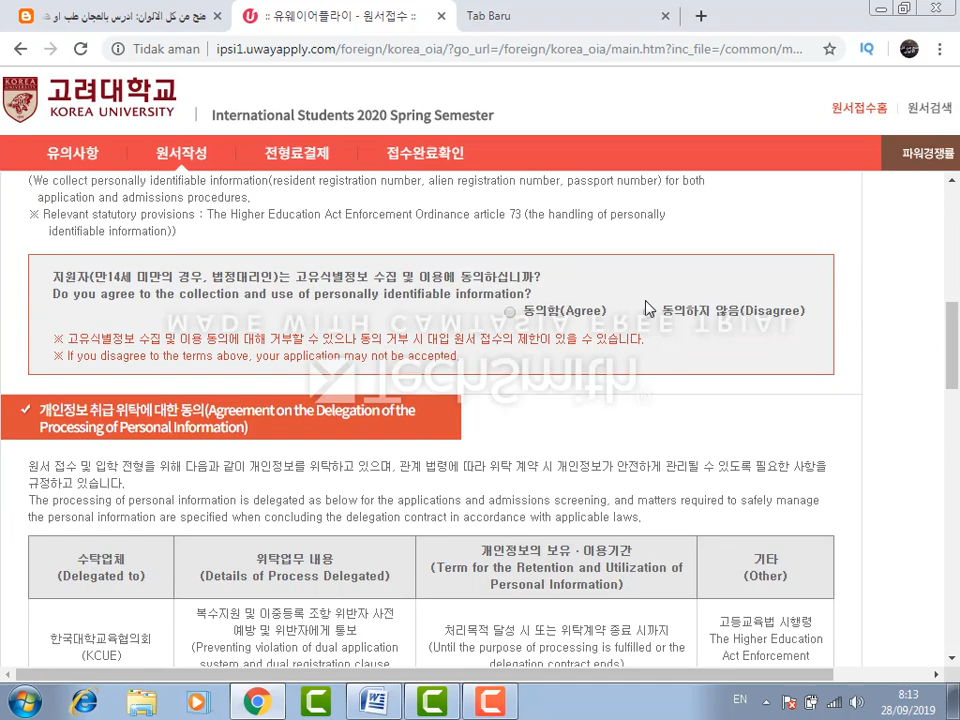 منح من كل الالوان: ادرس بالمجان طب او ه
:: 유웨이어플라이 - 원서접수 ::
Tab Baru
Tidak aman
ipsi1.uwayapply.com/foreign/korea_oia/?go_url=/foreign/korea_oia/main.htm?inc_file=/common/m...
IQ
KOREA
고려대학교
KOREA UNIVERSITY
International Students 2020 Spring Semester
원서접수홈
원서검색
유의사항
원서작성
전형료결제
접수완료확인
파워경쟁률
(We collect personally identifiable information(resident registration number, alien registration number, passport number) for both
application and admissions procedures.
※ Relevant statutory provisions : The Higher Education Act Enforcement Ordinance article 73 (the handling of personally
identifiable information))
지원자(만14세 미만의 경우, 법정대리인)는 고유식별정보 수집 및 이용에 동의하십니까?
Do you agree to the collection and use of personally identifiable information?
동의함(Agree)
동의하지 않음(Disagree)
MADE WITH CAMTASIA FREE TRIAL
※ 고유식별정보 수집 및 이용 동의에 대해 거부할 수 있으나 동의 거부 시 대입 원서 접수의 제한이 있을 수 있습니다.
※ If you disagree to the terms above, your application may not be accepted.
TechSmith
개인정보 취급 위탁에 대한 동의(Agreement on the Delegation of the
Processing of Personal Information)
원서 접수 및 입학 전형을 위해 다음과 같이 개인정보를 위탁하고 있으며, 관계 법령에 따라 위탁 계약 시 개인정보가 안전하게 관리될 수 있도록 필요한 사항을
규정하고 있습니다.
The processing of personal information is delegated as below for the applications and admissions screening, and matters required to safely manage
the personal information are specified when concluding the delegation contract in accordance with applicable laws.
수탁업체
(Delegated to)
위탁업무 내용
(Details of Process Delegated)
개인정보의 보유 · 이용기간
(Term for the Retention and Utilization of
Personal Information)
기타
(Other)
한국대학교육협의회
(KCUE)
복수지원 및 이중등록 조항 위반자 사전
예방 및 위반자에게 통보
(Preventing violation of dual application
system and dual registration clause
처리목적 달성 시 또는 위탁계약 종료 시까지
(Until the purpose of processing is fulfilled or the
delegation contract ends)
고등교육법 시행령
The Higher Education
Act Enforcement
EN
8:13
28/09/2019